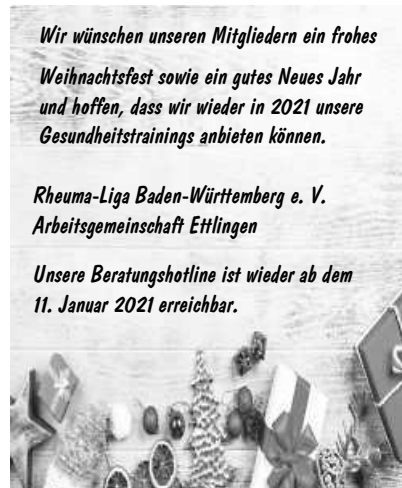 Wir wünschen unseren Mitgliedern ein frohes
Weihnachtsfest sowie ein gutes Neues Jahr
und hoffen, dass wir wieder in 2021 unsere
Gesundheitstrainings anbieten können.
Rheuma-Liga Baden-Württemberg e. V.
Arbeitsgemeinschaft Ettlingen
Unsere Beratungshotline ist wieder ab dem
11. Januar 2021 erreichbar.